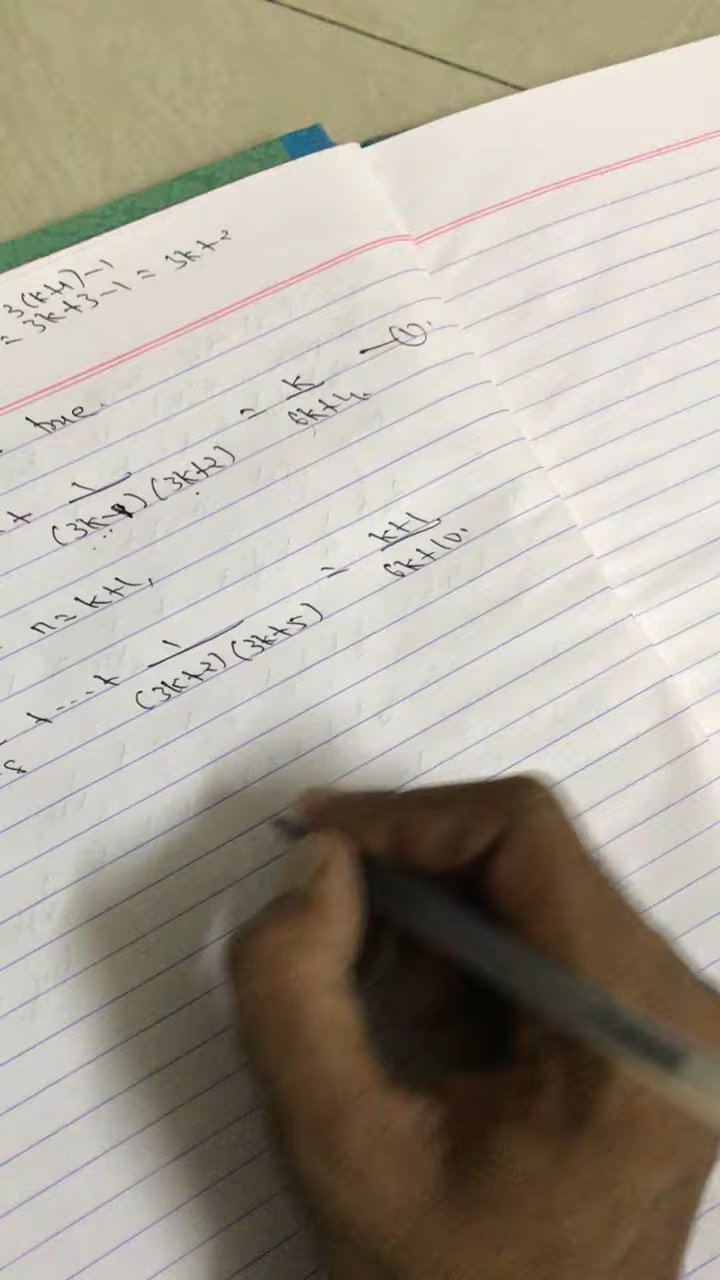 3(k+1)-1
= 3k+3-1 = 3k+2
true.
+ 1/(3k-1)(3k+2) = k/6k+4. —①.
n=k+1,
8 + ... + 1/(3k+2)(3k+5) = k+1/6k+10.